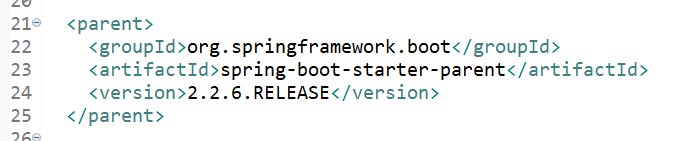 20
21 <parent>
22 <groupId>org.springframework.boot</groupId>
23 <artifactId>spring-boot-starter-parent</artifactId>
24 <version>2.2.6.RELEASE</version>
25 </parent>
26